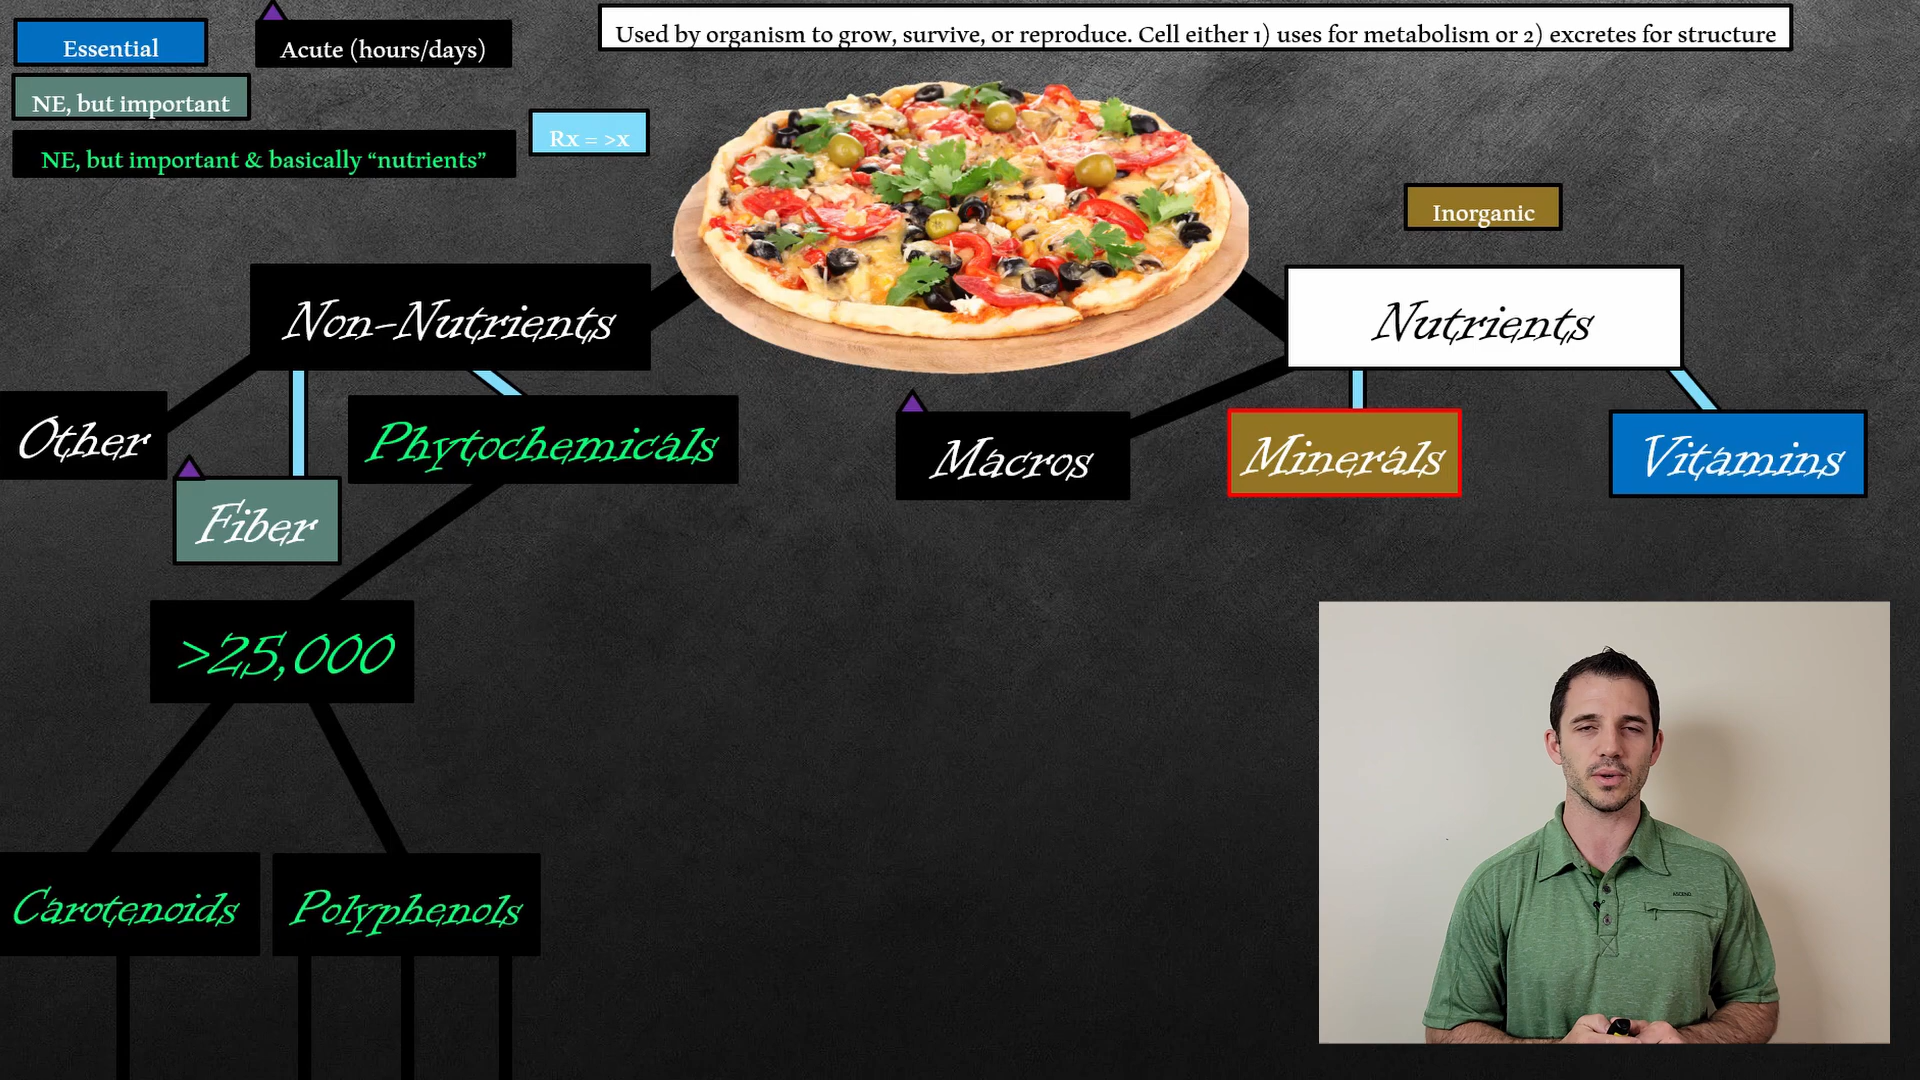 Essential
Acute (hours/days)
Used by organism to grow, survive, or reproduce. Cell either 1) uses for metabolism or 2) excretes for structure
NE, but important
Rx = >x
NE, but important & basically “nutrients”
Inorganic
Non-Nutrients
Nutrients
Other
Phytochemicals
Macros
Minerals
Vitamins
Fiber
>25,000
Carotenoids
Polyphenols
ASCEND